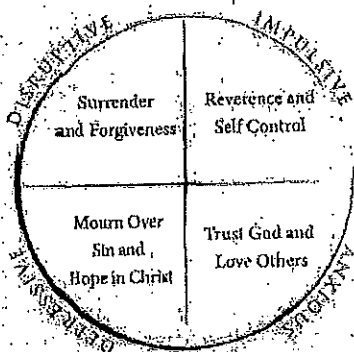 DISRUPTIVE
IMPULSIVE
Surrender
and Forgiveness
Reverence and
Self Control
Mourn Over
Sin and
Hope in Christ
Trust God and
Love Others
DEPRESSIVE
ANXIOUS